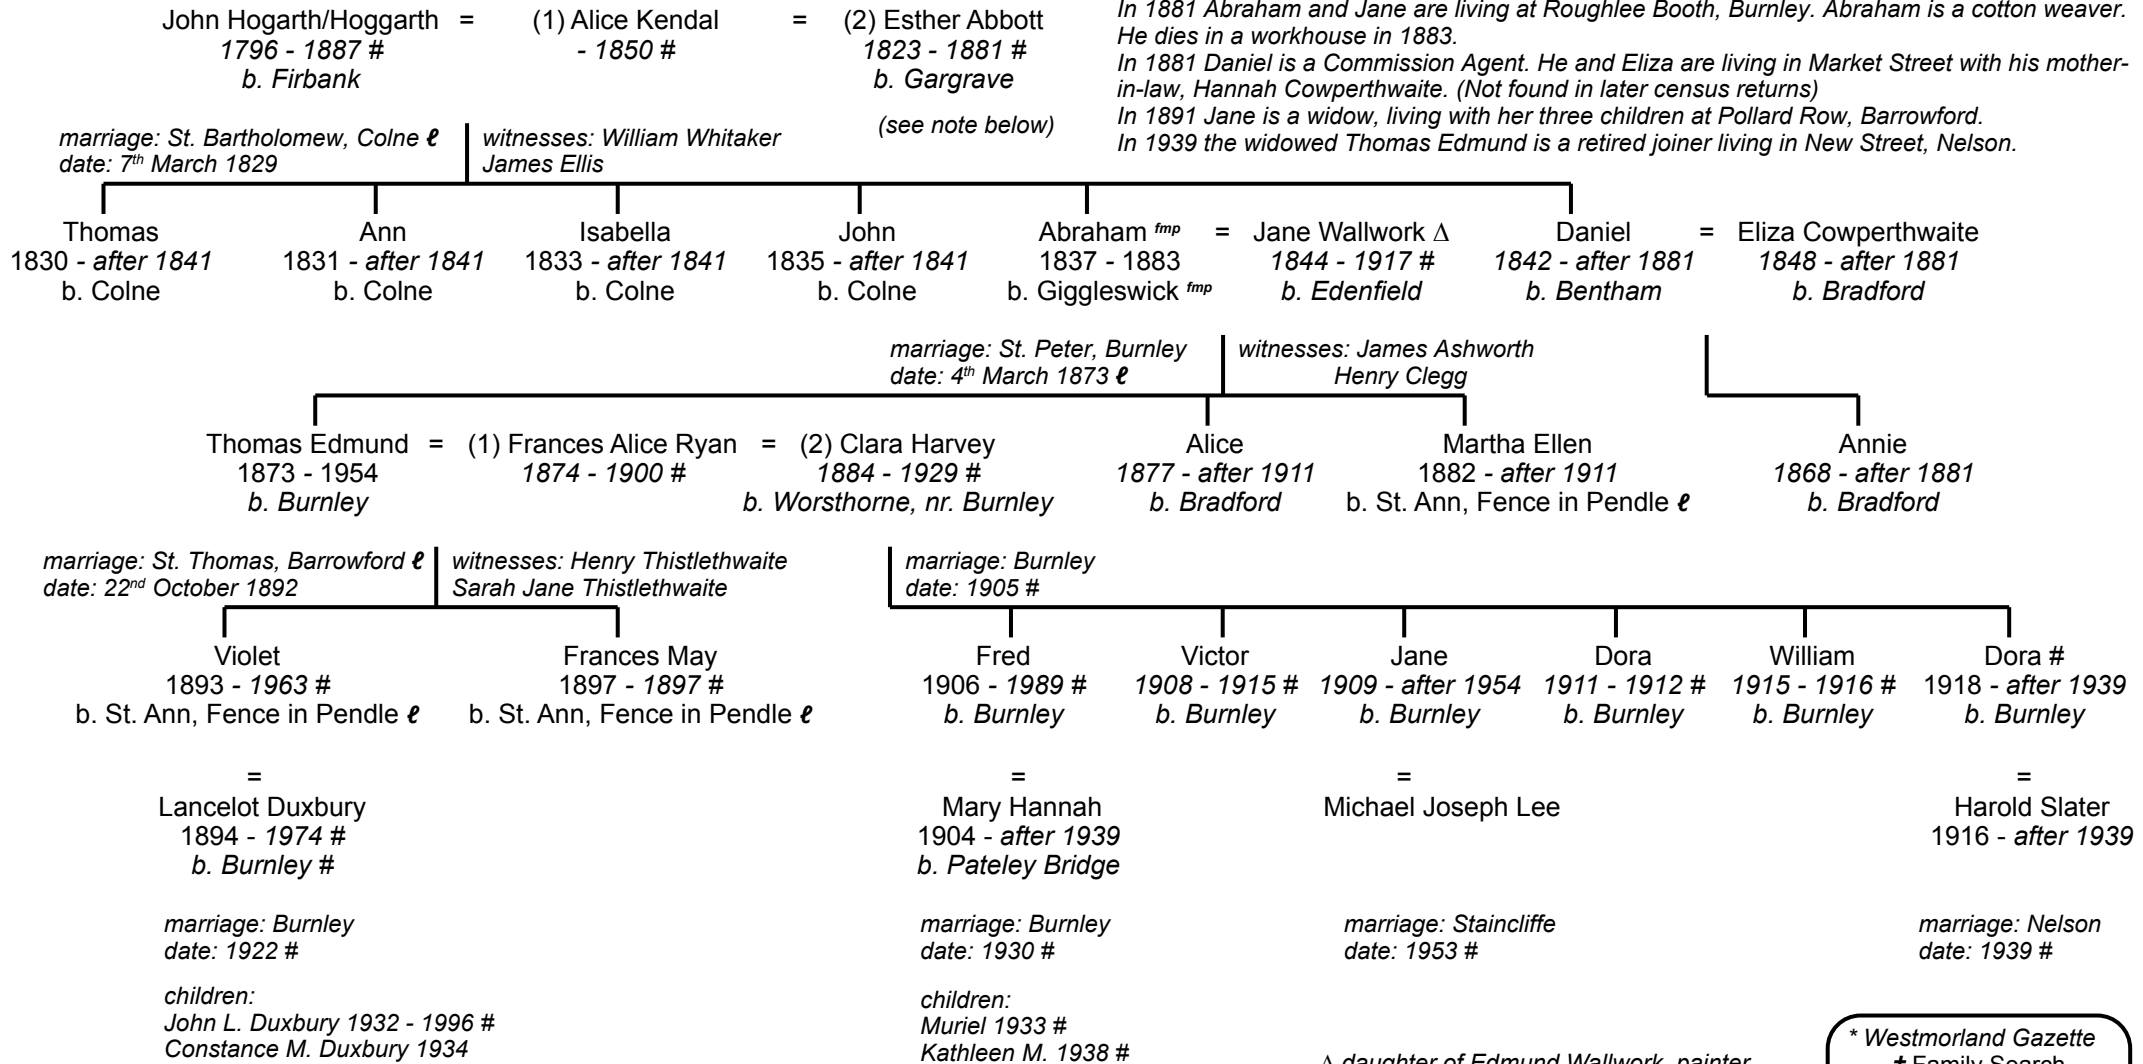 John Hogarth/Hoggarth = (1) Alice Kendal = (2) Esther Abbott
1796 - 1887 # - 1850 # 1823 - 1881 #
b. Firbank b. Gargrave
(see note below)
In 1881 Abraham and Jane are living at Roughlee Booth, Burnley. Abraham is a cotton weaver.
He dies in a workhouse in 1883.
In 1881 Daniel is a Commission Agent. He and Eliza are living in Market Street with his mother-
in-law, Hannah Cowperthwaite. (Not found in later census returns)
In 1891 Jane is a widow, living with her three children at Pollard Row, Barrowford.
In 1939 the widowed Thomas Edmund is a retired joiner living in New Street, Nelson.
marriage: St. Bartholomew, Colne ℓ witnesses: William Whitaker
date: 7th March 1829 James Ellis
Thomas Ann Isabella John Abraham fmp = Jane Wallwork Δ Daniel = Eliza Cowperthwaite
1830 - after 1841 1831 - after 1841 1833 - after 1841 1835 - after 1841 1837 - 1883 1844 - 1917 # 1842 - after 1881 1848 - after 1881
b. Colne b. Colne b. Colne b. Colne b. Giggleswick fmp b. Edenfield b. Bentham b. Bradford
marriage: St. Peter, Burnley witnesses: James Ashworth
date: 4th March 1873 ℓ Henry Clegg
Thomas Edmund = (1) Frances Alice Ryan = (2) Clara Harvey Alice Martha Ellen Annie
1873 - 1954 1874 - 1900 # 1884 - 1929 # 1877 - after 1911 1882 - after 1911 1868 - after 1881
b. Burnley b. Worsthorne, nr. Burnley b. Bradford b. St. Ann, Fence in Pendle ℓ b. Bradford
marriage: St. Thomas, Barrowford ℓ witnesses: Henry Thistlethwaite marriage: Burnley
date: 22nd October 1892 Sarah Jane Thistlethwaite date: 1905 #
Violet Frances May Fred Victor Jane Dora William Dora #
1893 - 1963 # 1897 - 1897 # 1906 - 1989 # 1908 - 1915 # 1909 - after 1954 1911 - 1912 # 1915 - 1916 # 1918 - after 1939
b. St. Ann, Fence in Pendle ℓ b. St. Ann, Fence in Pendle ℓ b. Burnley b. Burnley b. Burnley b. Burnley b. Burnley b. Burnley
= = = =
Lancelot Duxbury Mary Hannah Michael Joseph Lee Harold Slater
1894 - 1974 # 1904 - after 1939 1916 - after 1939
b. Burnley # b. Pateley Bridge
marriage: Burnley marriage: Burnley marriage: Staincliffe marriage: Nelson
date: 1922 # date: 1930 # date: 1953 # date: 1939 #
children: children:
John L. Duxbury 1932 - 1996 # Muriel 1933 #
Constance M. Duxbury 1934 Kathleen M. 1938 #
Δ daughter of Edmund Wallwork, painter
* Westmorland Gazette
✝ Family Search